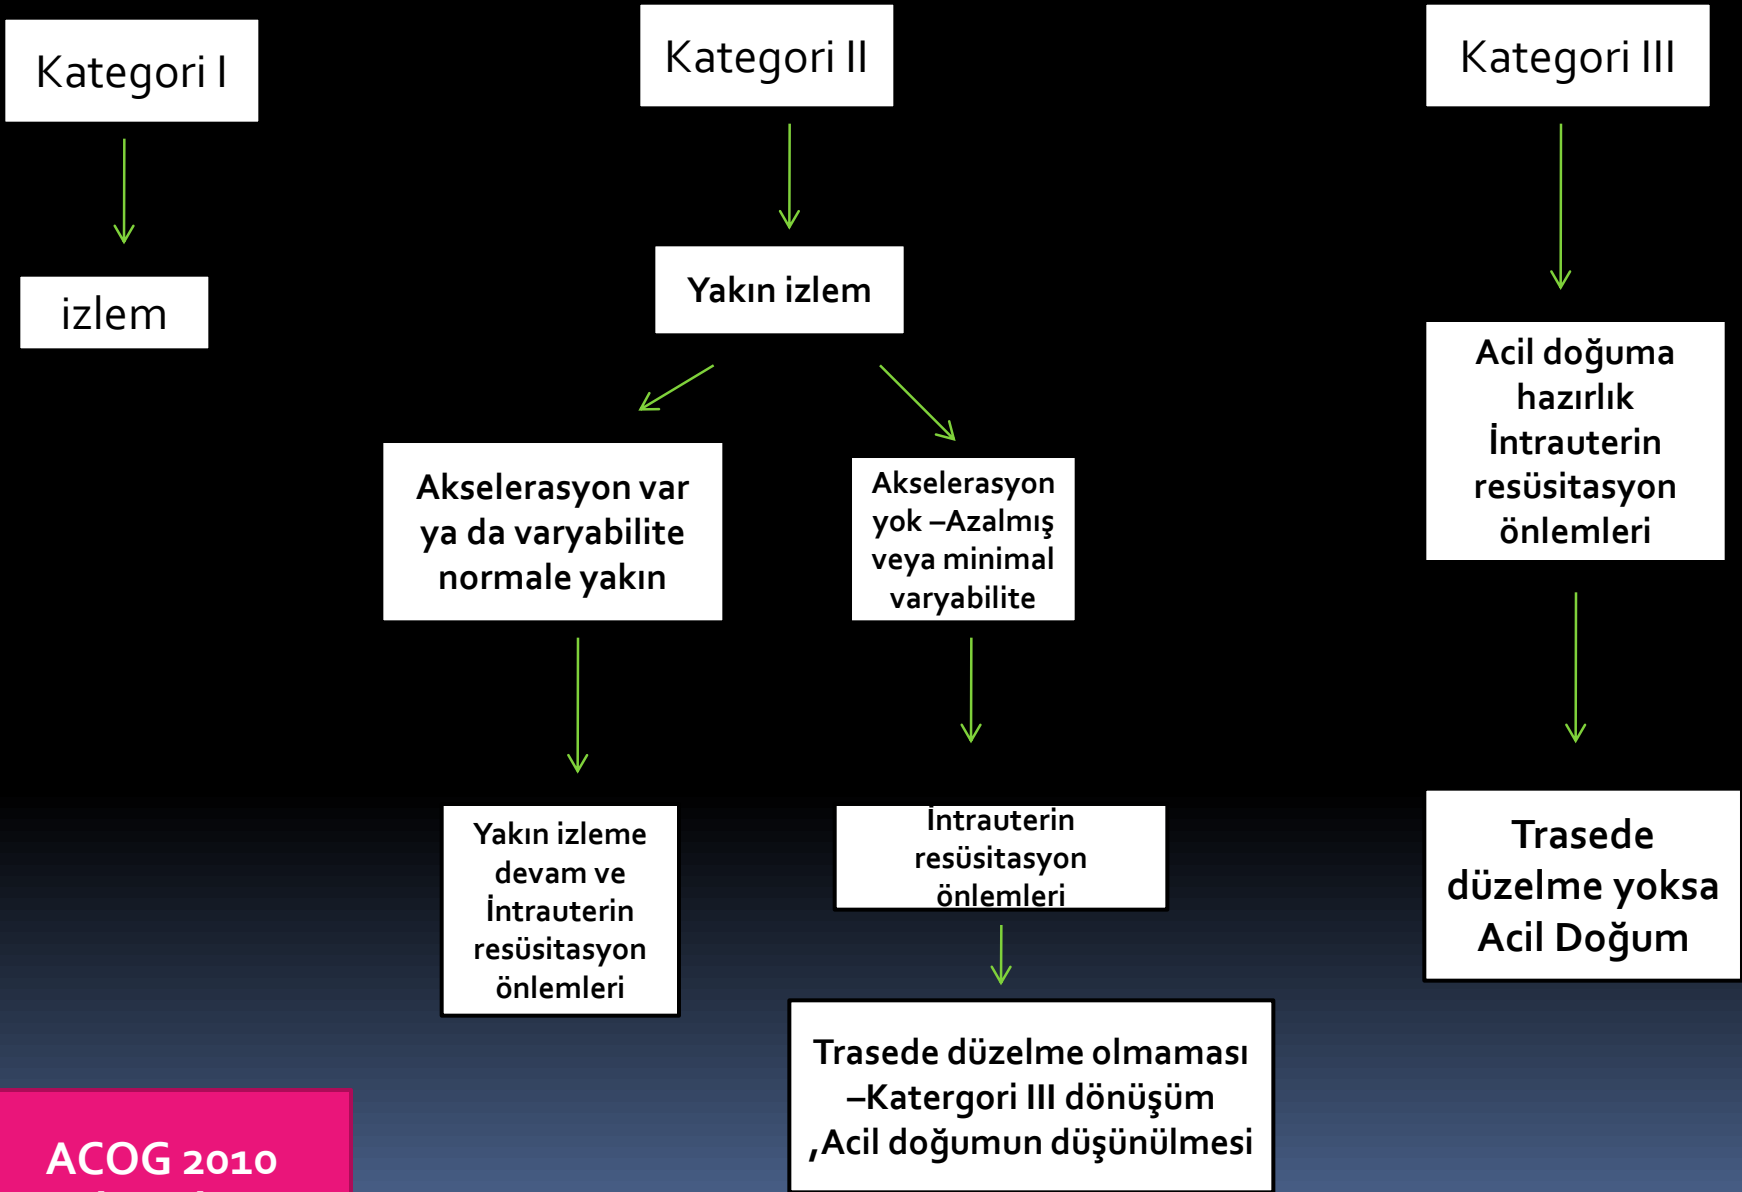 Kategori I
Kategori II
Kategori III
izlem
Yakın izlem
Acil doğuma
hazırlık
İntrauterin
resüsitasyon
önlemleri
Akselerasyon var
ya da varyabilite
normale yakın
Akselerasyon
yok –Azalmış
veya minimal
varyabilite
Yakın izleme
devam ve
İntrauterin
resüsitasyon
önlemleri
İntrauterin
resüsitasyon
önlemleri
Trasede
düzelme yoksa
Acil Doğum
Trasede düzelme olmaması
–Katergori III dönüşüm
,Acil doğumun düşünülmesi
ACOG 2010